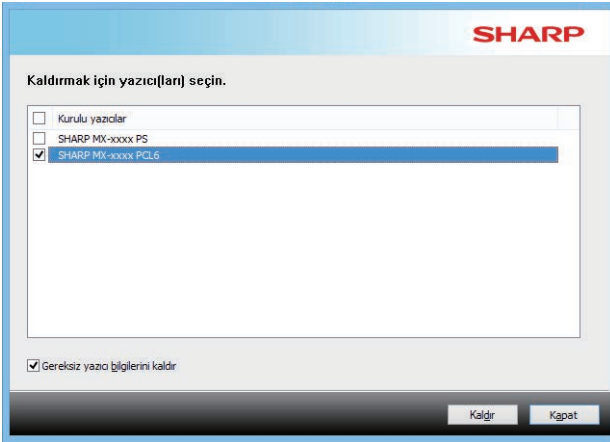 SHARP
Kaldırmak için yazıcı(ları) seçin.
Kurulu yazıcılar
SHARP MX-xxxx PS
SHARP MX-xxxx PCL6
Gereksiz yazıcı bilgilerini kaldır
Kaldır Kapat